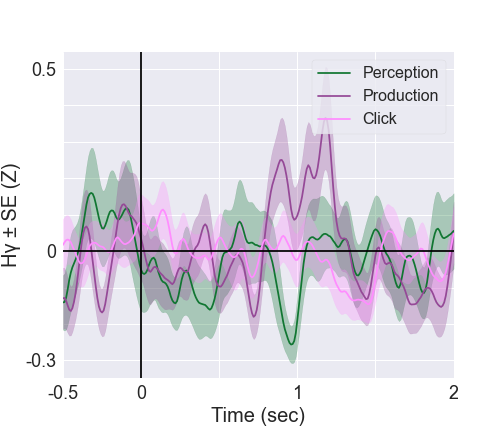 0.5
0
-0.3
Hγ ± SE (Z)
Perception
Production
Click
-0.5
0
1
2
Time (sec)